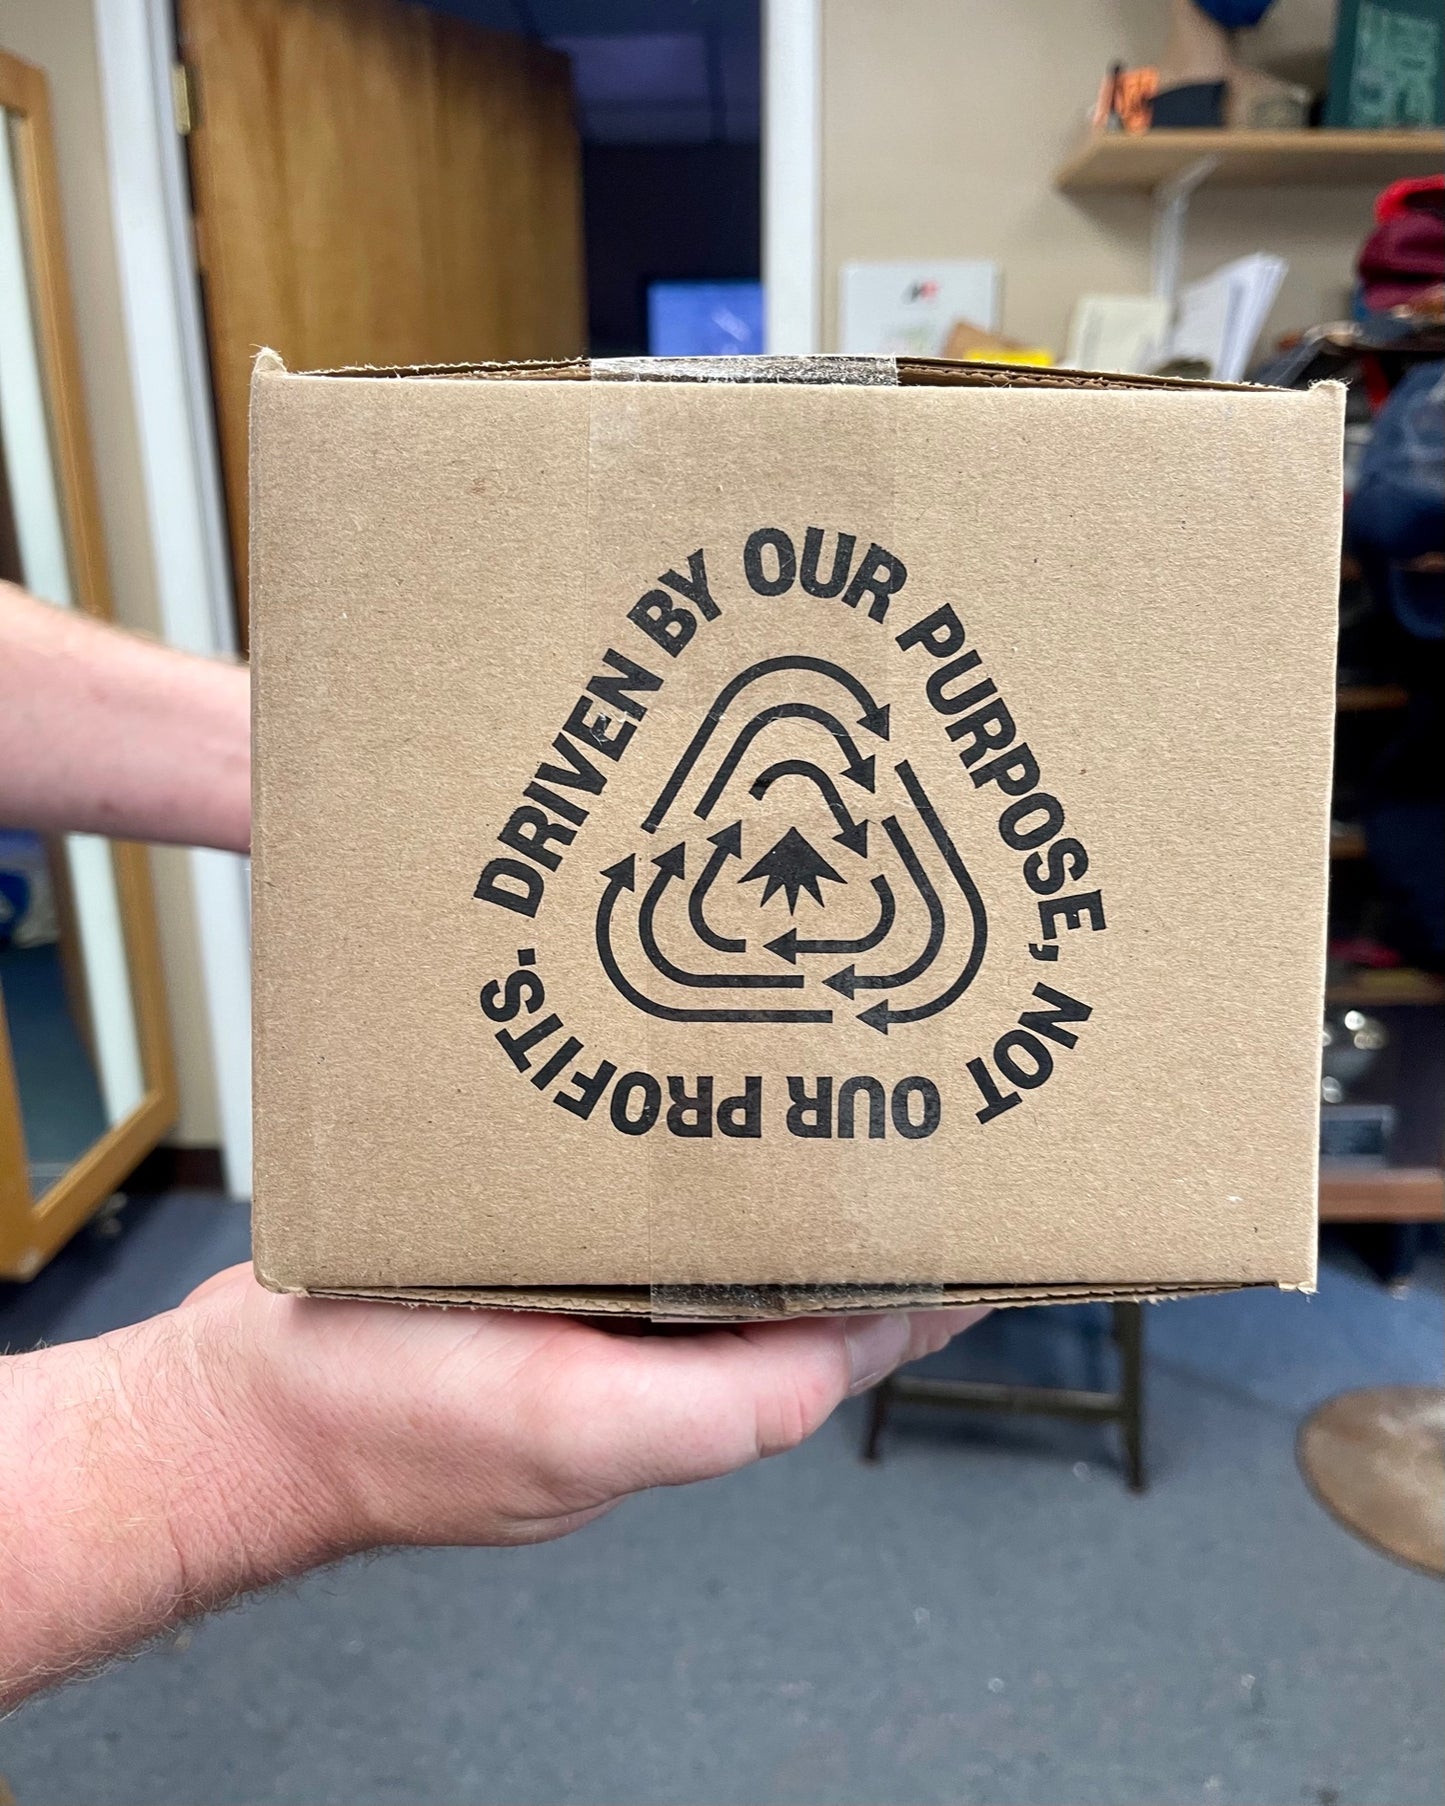 DRIVEN BY OUR PURPOSE, NOT OUR PROFITS.